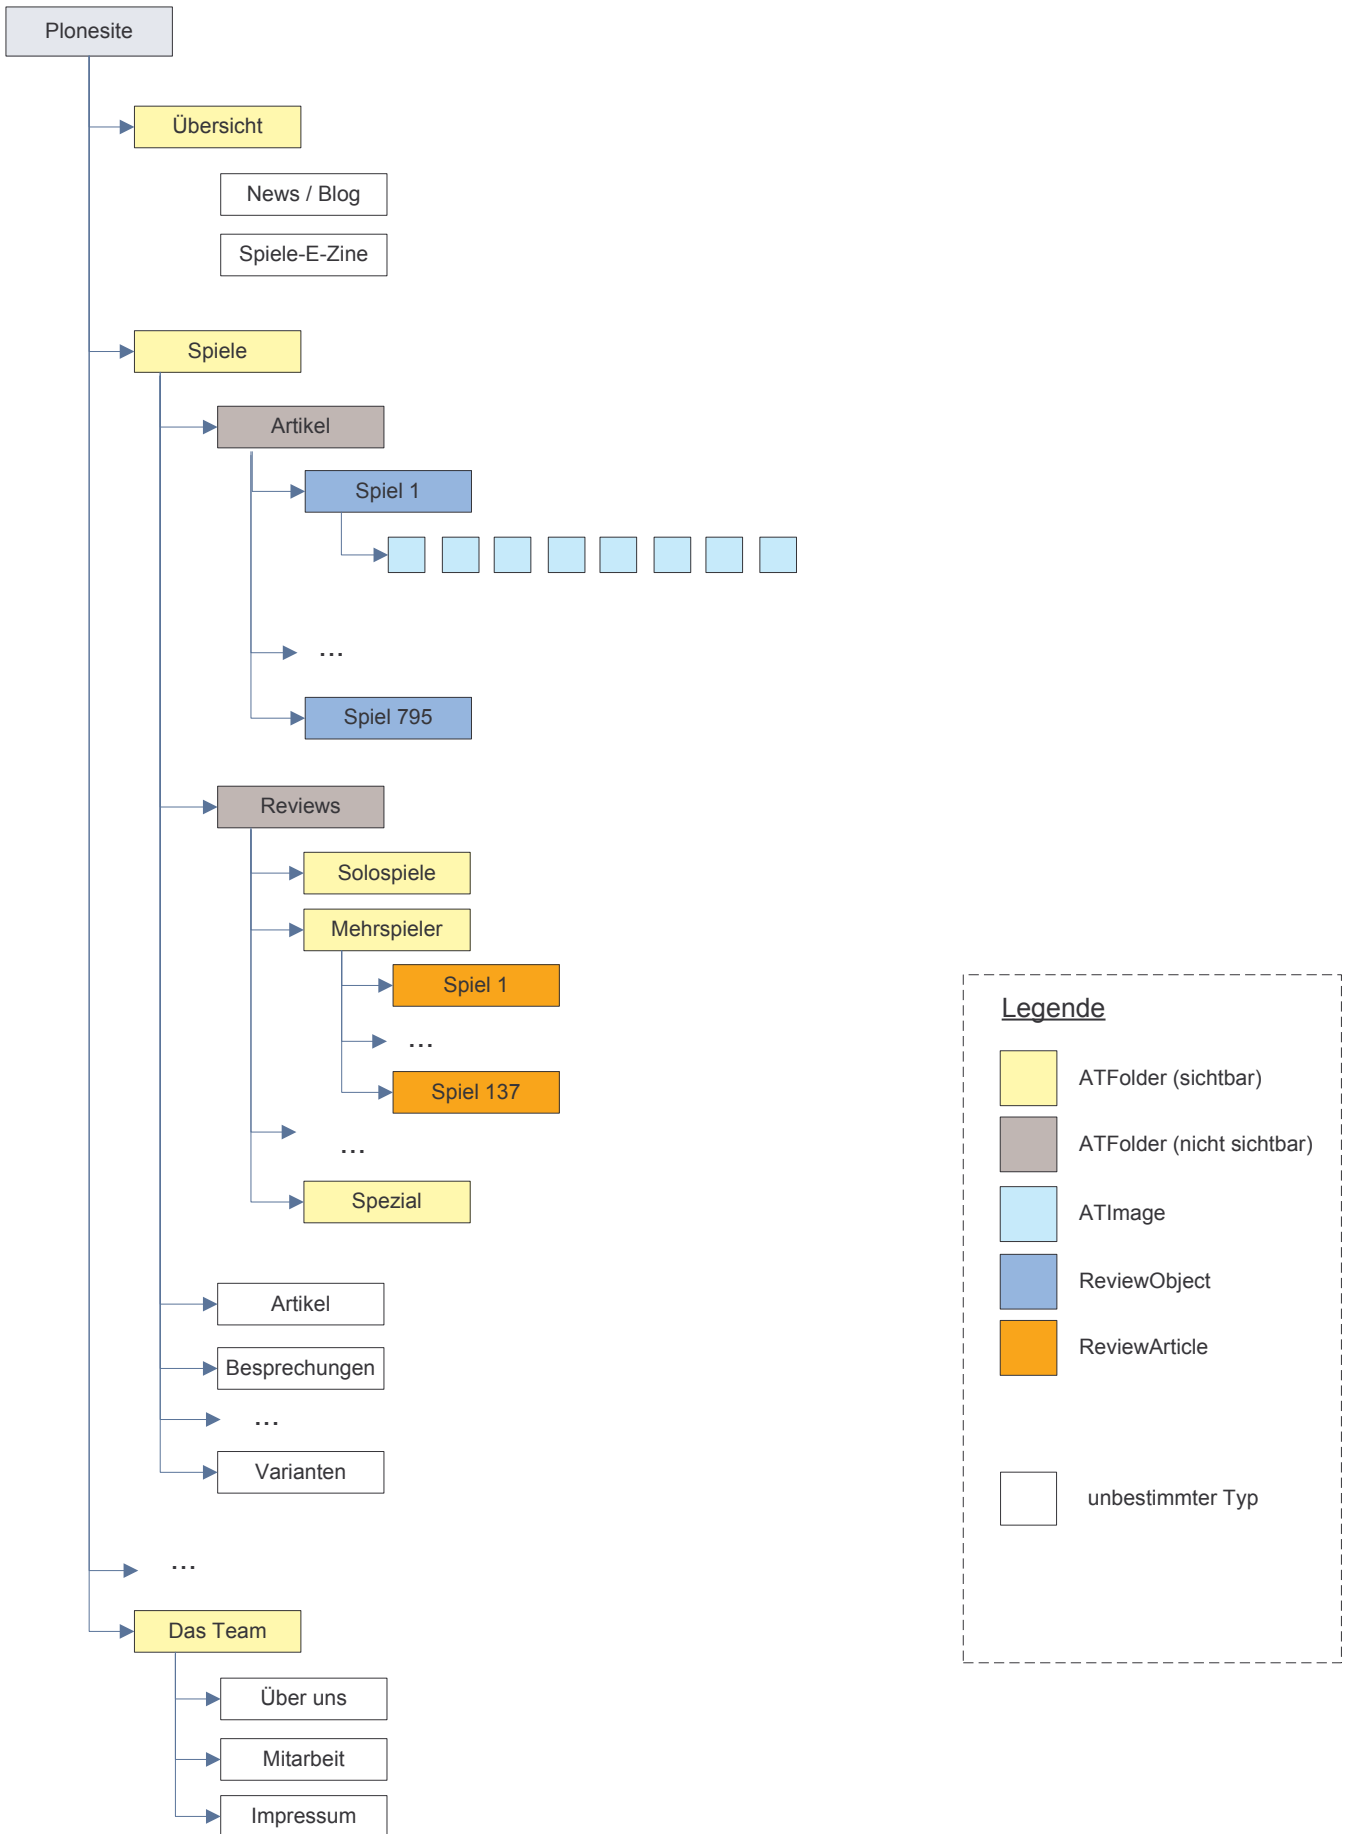 Plonesite
Übersicht
News / Blog
Spiele-E-Zine
Spiele
Artikel
Spiel 1
...
Spiel 795
Reviews
Solospiele
Mehrspieler
Spiel 1
...
Spiel 137
...
Spezial
Artikel
Besprechungen
...
Varianten
...
Das Team
Über uns
Mitarbeit
Impressum
Legende
ATFolder (sichtbar)
ATFolder (nicht sichtbar)
ATImage
ReviewObject
ReviewArticle
unbestimmter Typ